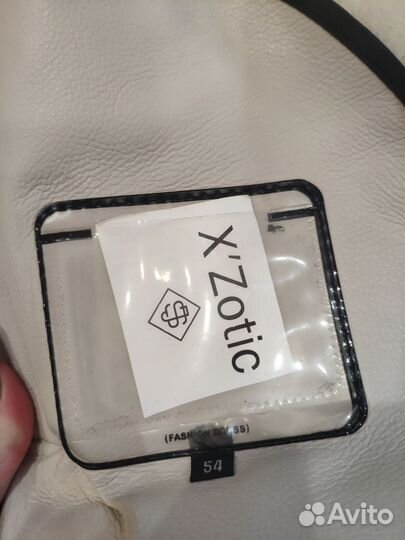 X'Zotic
(FASHION DRESS)
54
Avito